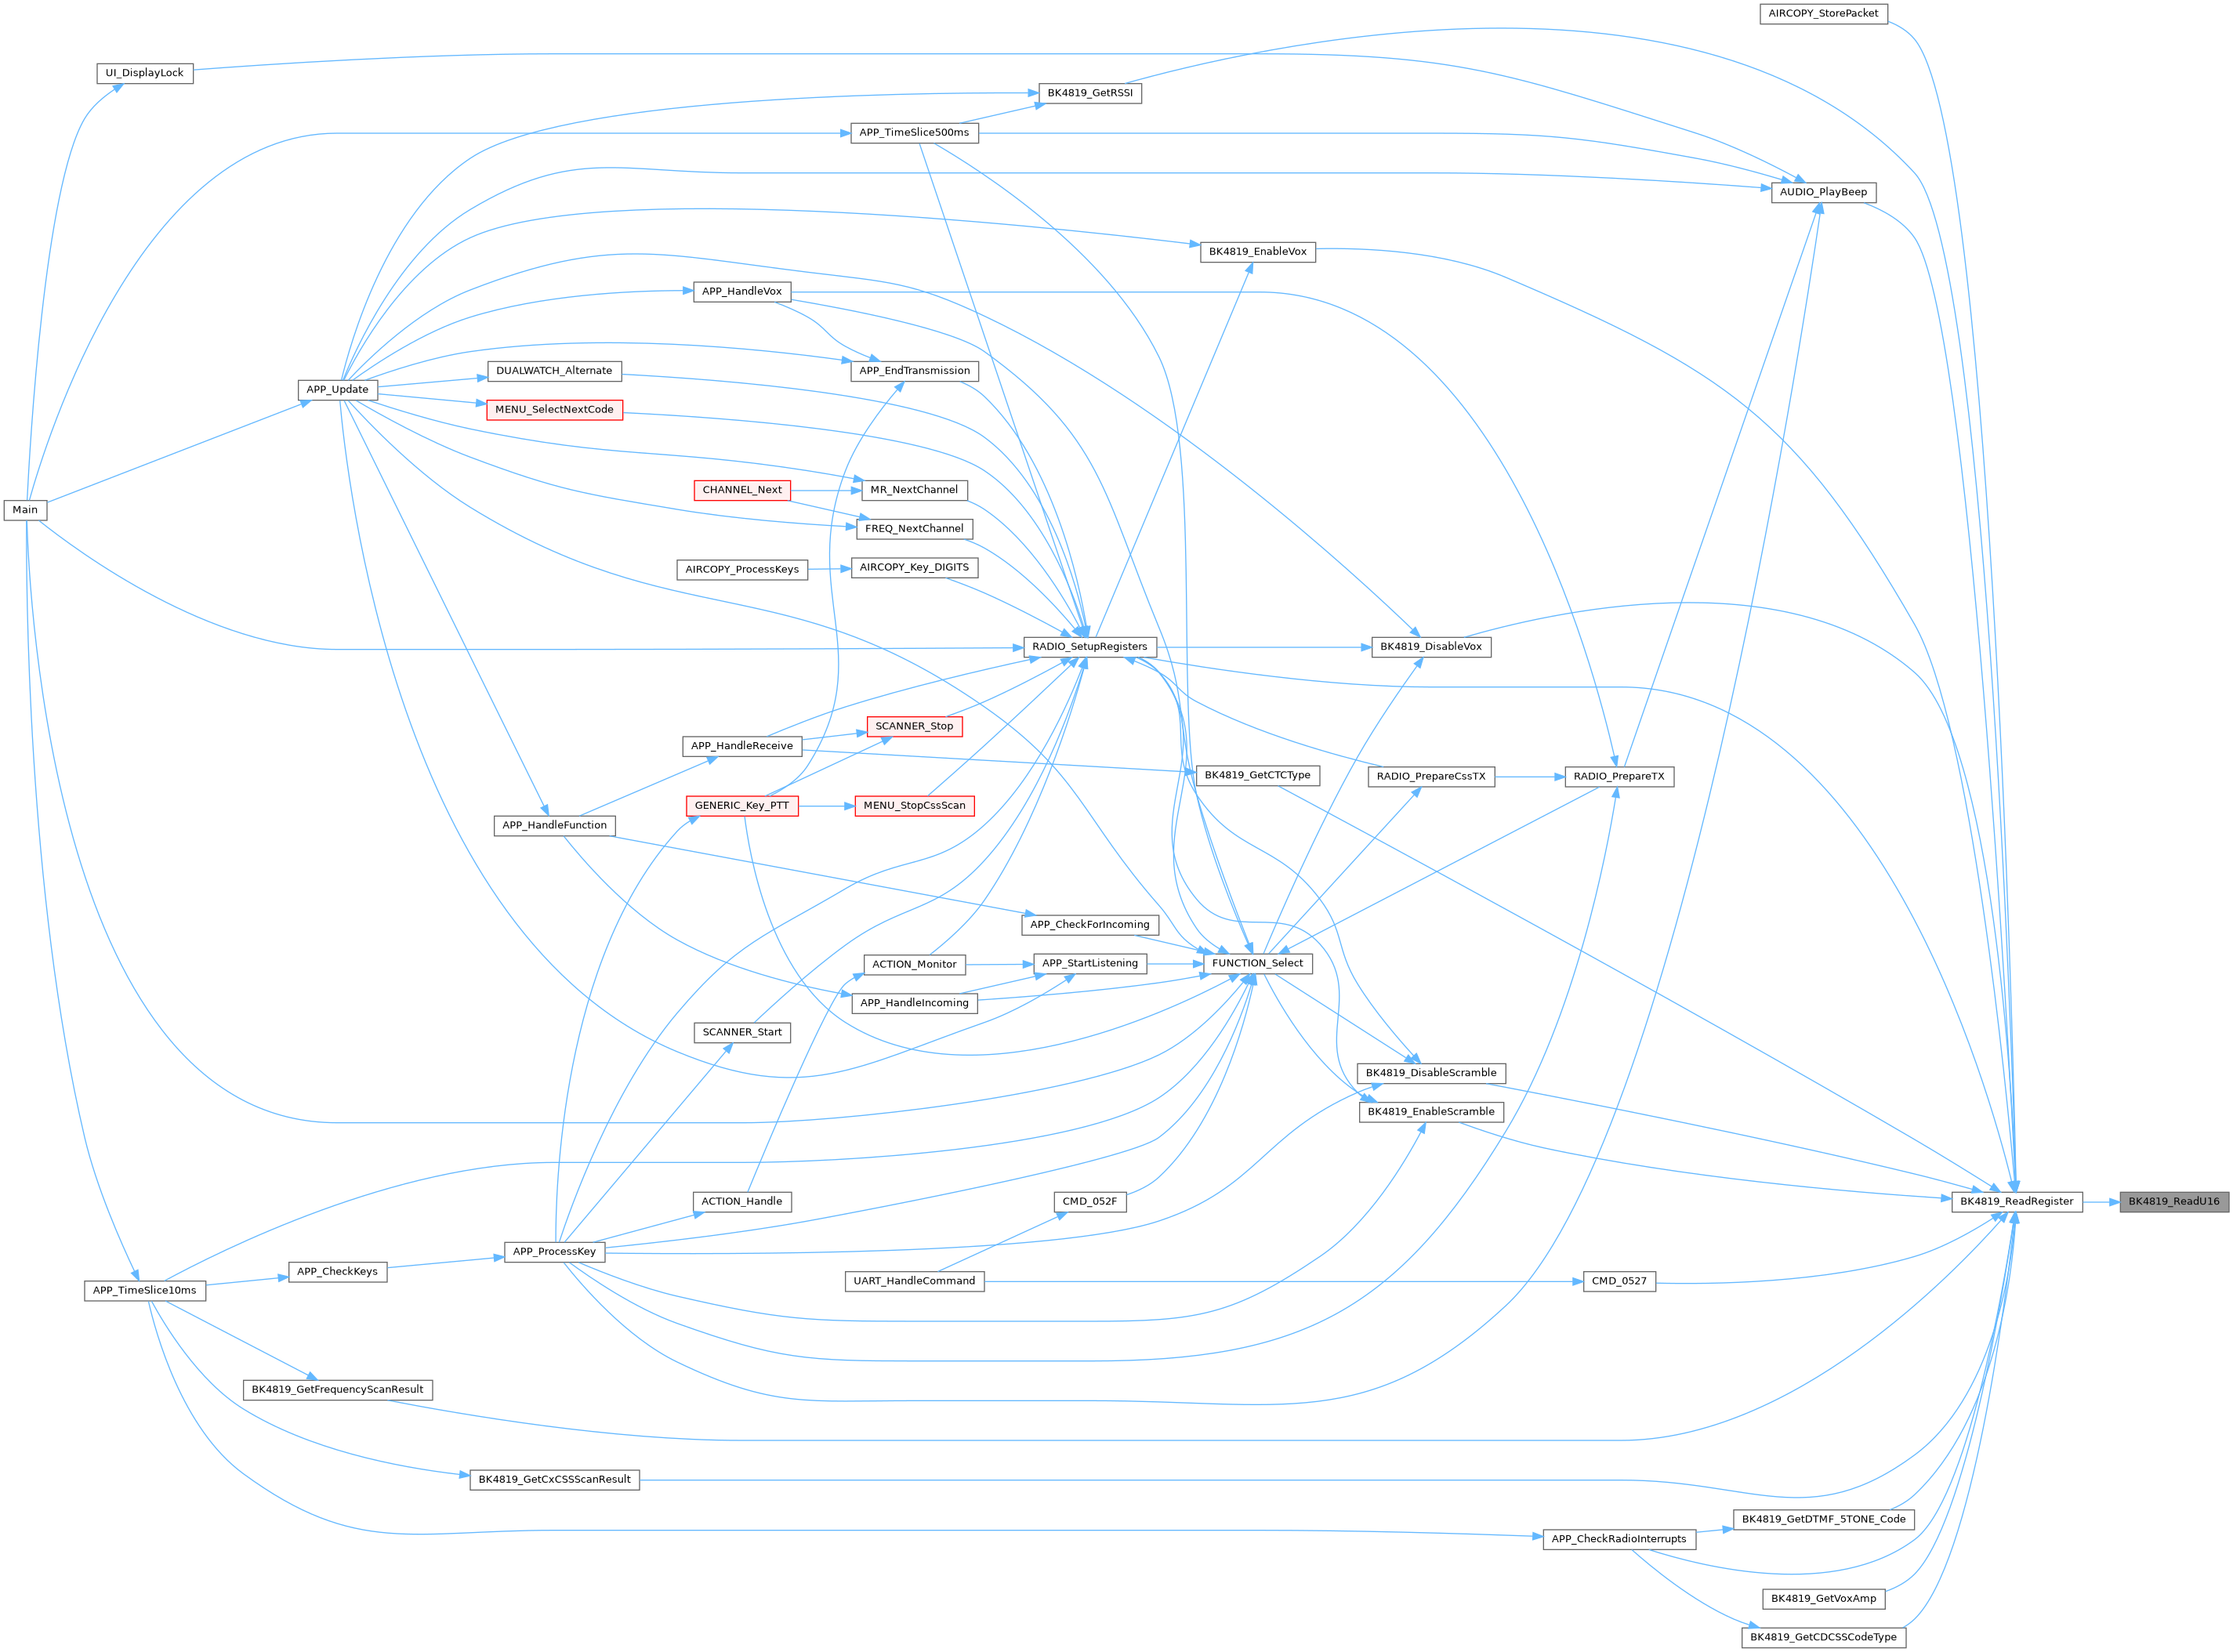 AIRCOPY_StorePacket
UI_DisplayLock
BK4819_GetRSSI
APP_TimeSlice500ms
AUDIO_PlayBeep
BK4819_EnableVox
APP_HandleVox
APP_EndTransmission
DUALWATCH_Alternate
APP_Update
MENU_SelectNextCode
CHANNEL_Next
MR_NextChannel
Main
FREQ_NextChannel
AIRCOPY_ProcessKeys
AIRCOPY_Key_DIGITS
RADIO_SetupRegisters
BK4819_DisableVox
SCANNER_Stop
APP_HandleReceive
BK4819_GetCTCType
RADIO_PrepareCssTX
RADIO_PrepareTX
GENERIC_Key_PTT
MENU_StopCssScan
APP_HandleFunction
APP_CheckForIncoming
ACTION_Monitor
APP_StartListening
FUNCTION_Select
APP_HandleIncoming
SCANNER_Start
BK4819_DisableScramble
BK4819_EnableScramble
ACTION_Handle
CMD_052F
BK4819_ReadRegister
BK4819_ReadU16
APP_ProcessKey
APP_CheckKeys
UART_HandleCommand
CMD_0527
APP_TimeSlice10ms
BK4819_GetFrequencyScanResult
BK4819_GetCxCSSScanResult
BK4819_GetDTMF_5TONE_Code
APP_CheckRadioInterrupts
BK4819_GetVoxAmp
BK4819_GetCDCSSCodeType